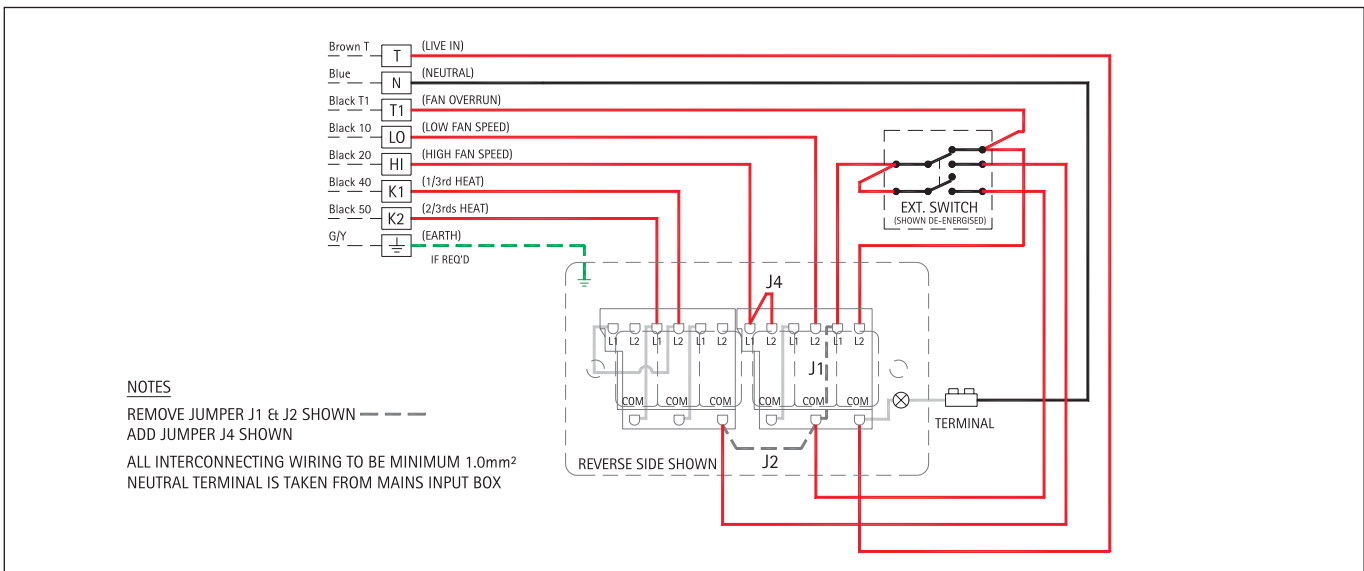 Brown T T (LIVE IN)
Blue N (NEUTRAL)
Black T1 T1 (FAN OVERRUN)
Black 10 LO (LOW FAN SPEED)
Black 20 HI (HIGH FAN SPEED)
Black 40 K1 (1/3rd HEAT)
Black 50 K2 (2/3rds HEAT)
G/Y (EARTH)
IF REQ'D
EXT. SWITCH
(SHOWN DE-ENERGISED)
J4
L1 L2 L1 L2 L1 L2 L1 L2 L1 L2 L1 L2
J1
COM COM COM COM COM COM
TERMINAL
REVERSE SIDE SHOWN
J2
NOTES
REMOVE JUMPER J1 & J2 SHOWN
ADD JUMPER J4 SHOWN
ALL INTERCONNECTING WIRING TO BE MINIMUM 1.0mm²
NEUTRAL TERMINAL IS TAKEN FROM MAINS INPUT BOX